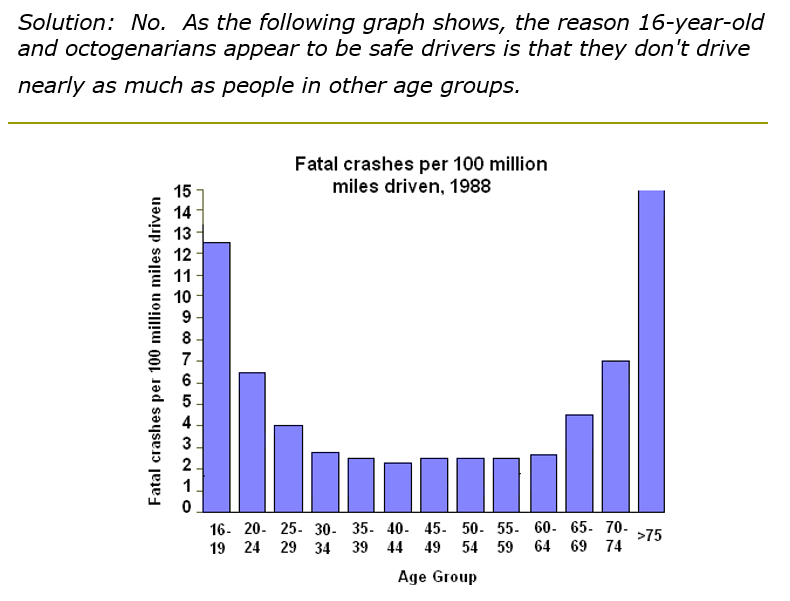 Solution:  No.  As the following graph shows, the reason 16-year-old
and octogenarians appear to be safe drivers is that they don't drive
nearly as much as people in other age groups.
Fatal crashes per 100 million
miles driven, 1988
Fatal crashes per 100 million miles driven
15
14
13
12
11
10
9
8
7
6
5
4
3
2
1
0
16- 20- 25- 30- 35- 40- 45- 50- 55- 60- 65- 70- >75
19 24 29 34 39 44 49 54 59 64 69 74
Age Group